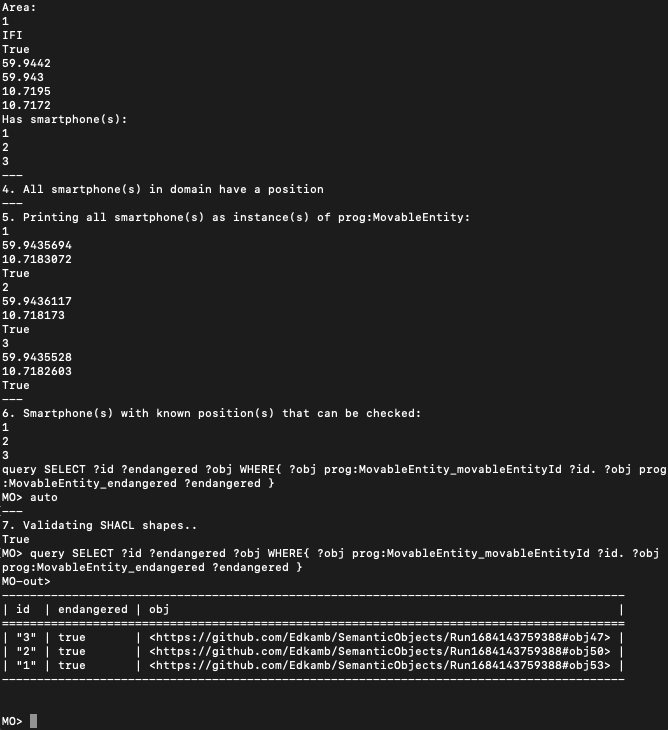 Area:
1
IFI
True
59.9442
59.943
10.7195
10.7172
Has smartphone(s):
1
2
3
---
4. All smartphone(s) in domain have a position
---
5. Printing all smartphone(s) as instance(s) of prog:MovableEntity:
1
59.9435694
10.7183072
True
2
59.9436117
10.718173
True
3
59.9435528
10.7182603
True
---
6. Smartphone(s) with known position(s) that can be checked:
1
2
3
query SELECT ?id ?endangered ?obj WHERE{ ?obj prog:MovableEntity_movableEntityId ?id. ?obj prog
:MovableEntity_endangered ?endangered }
MO> auto
---
7. Validating SHACL shapes..
True
MO> query SELECT ?id ?endangered ?obj WHERE{ ?obj prog:MovableEntity_movableEntityId ?id. ?obj
prog:MovableEntity_endangered ?endangered }
MO-out>
---------------------------------------------------------------------------------------
| id  | endangered | obj                                                              |
=======================================================================================
| "3" | true       | <https://github.com/Edkamb/SemanticObjects/Run1684143759388#obj47> |
| "2" | true       | <https://github.com/Edkamb/SemanticObjects/Run1684143759388#obj50> |
| "1" | true       | <https://github.com/Edkamb/SemanticObjects/Run1684143759388#obj53> |
---------------------------------------------------------------------------------------
MO>